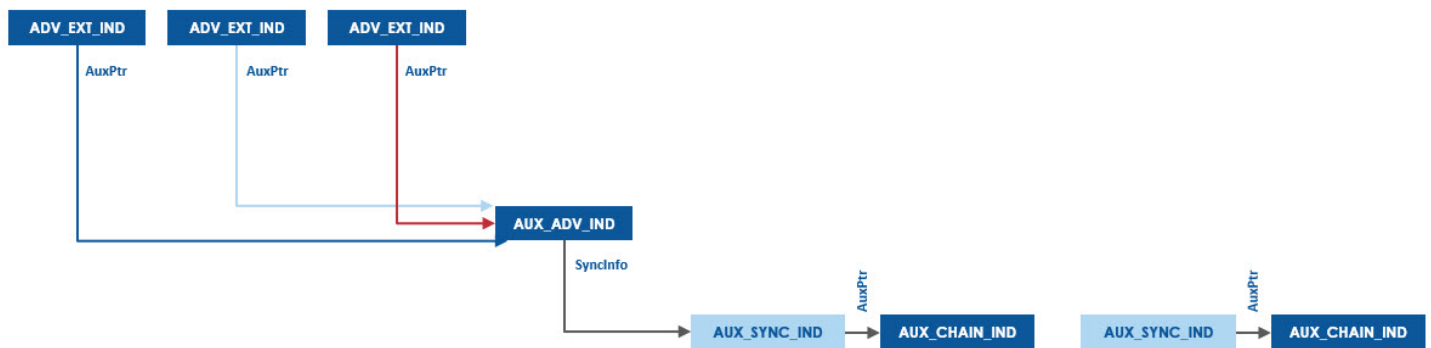 ADV_EXT_IND
ADV_EXT_IND
ADV_EXT_IND
AuxPtr
AuxPtr
AuxPtr
AUX_ADV_IND
SyncInfo
AuxPtr
AuxPtr
AUX_SYNC_IND
AUX_CHAIN_IND
AUX_SYNC_IND
AUX_CHAIN_IND